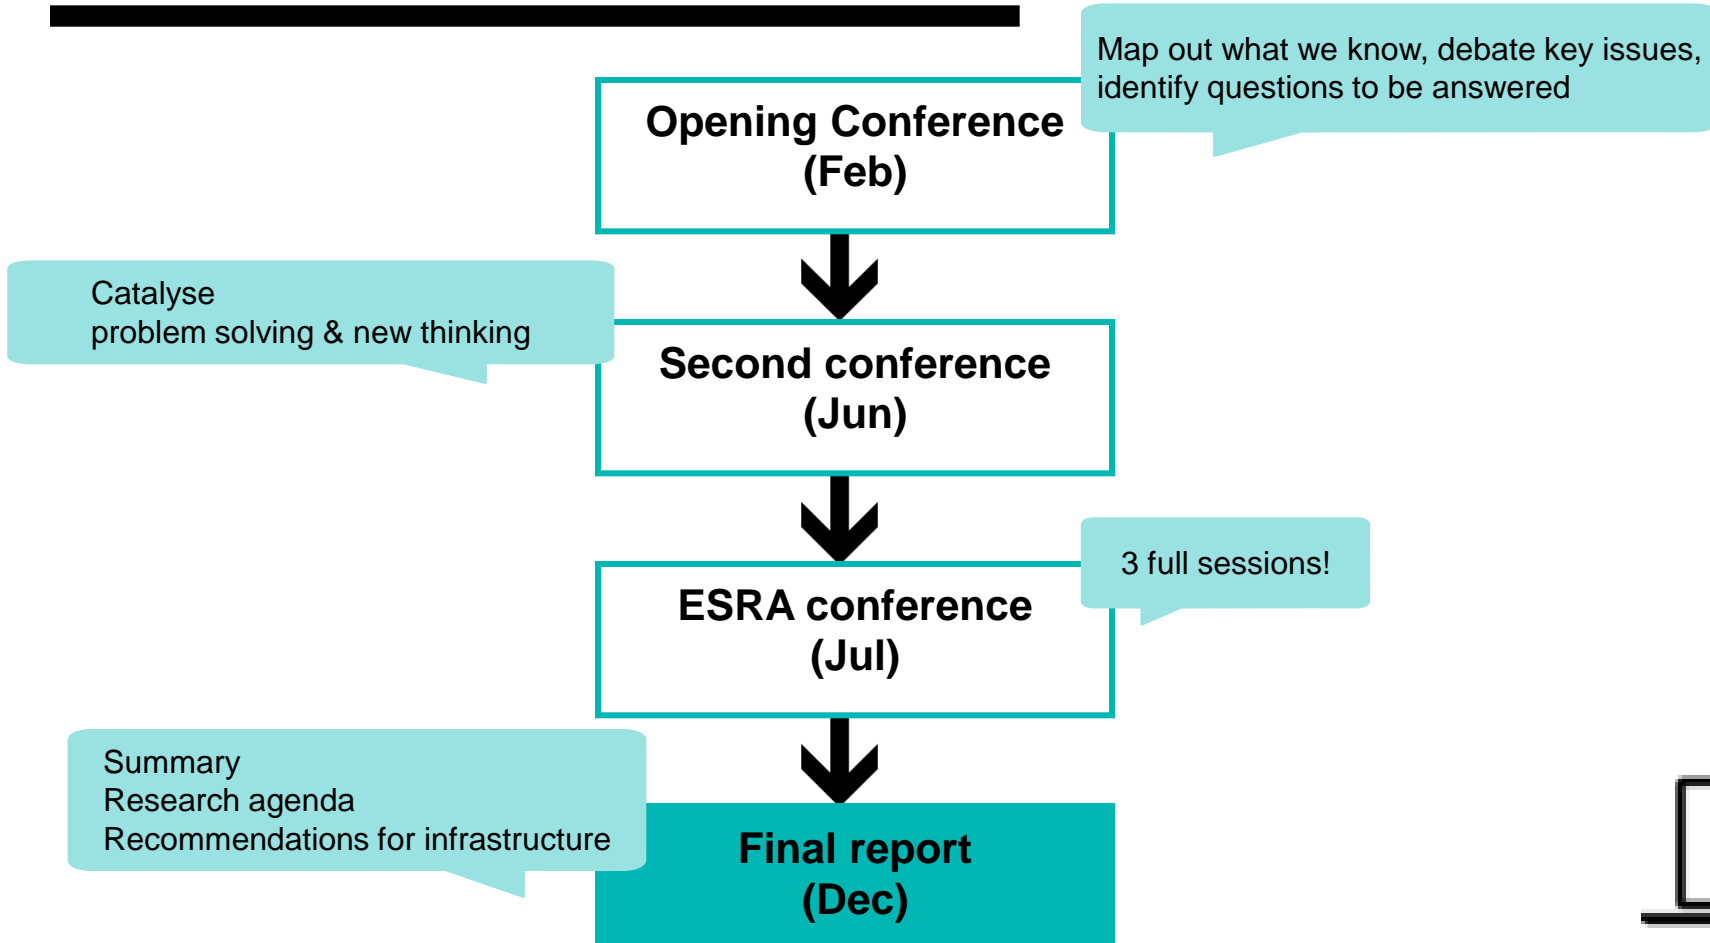 Map out what we know, debate key issues,
identify questions to be answered
Opening Conference
(Feb)
Catalyse
problem solving & new thinking
Second conference
(Jun)
3 full sessions!
ESRA conference
(Jul)
Summary
Research agenda
Recommendations for infrastructure
Final report
(Dec)